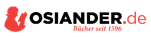 OSIANDER.de
Bücher seit 1596